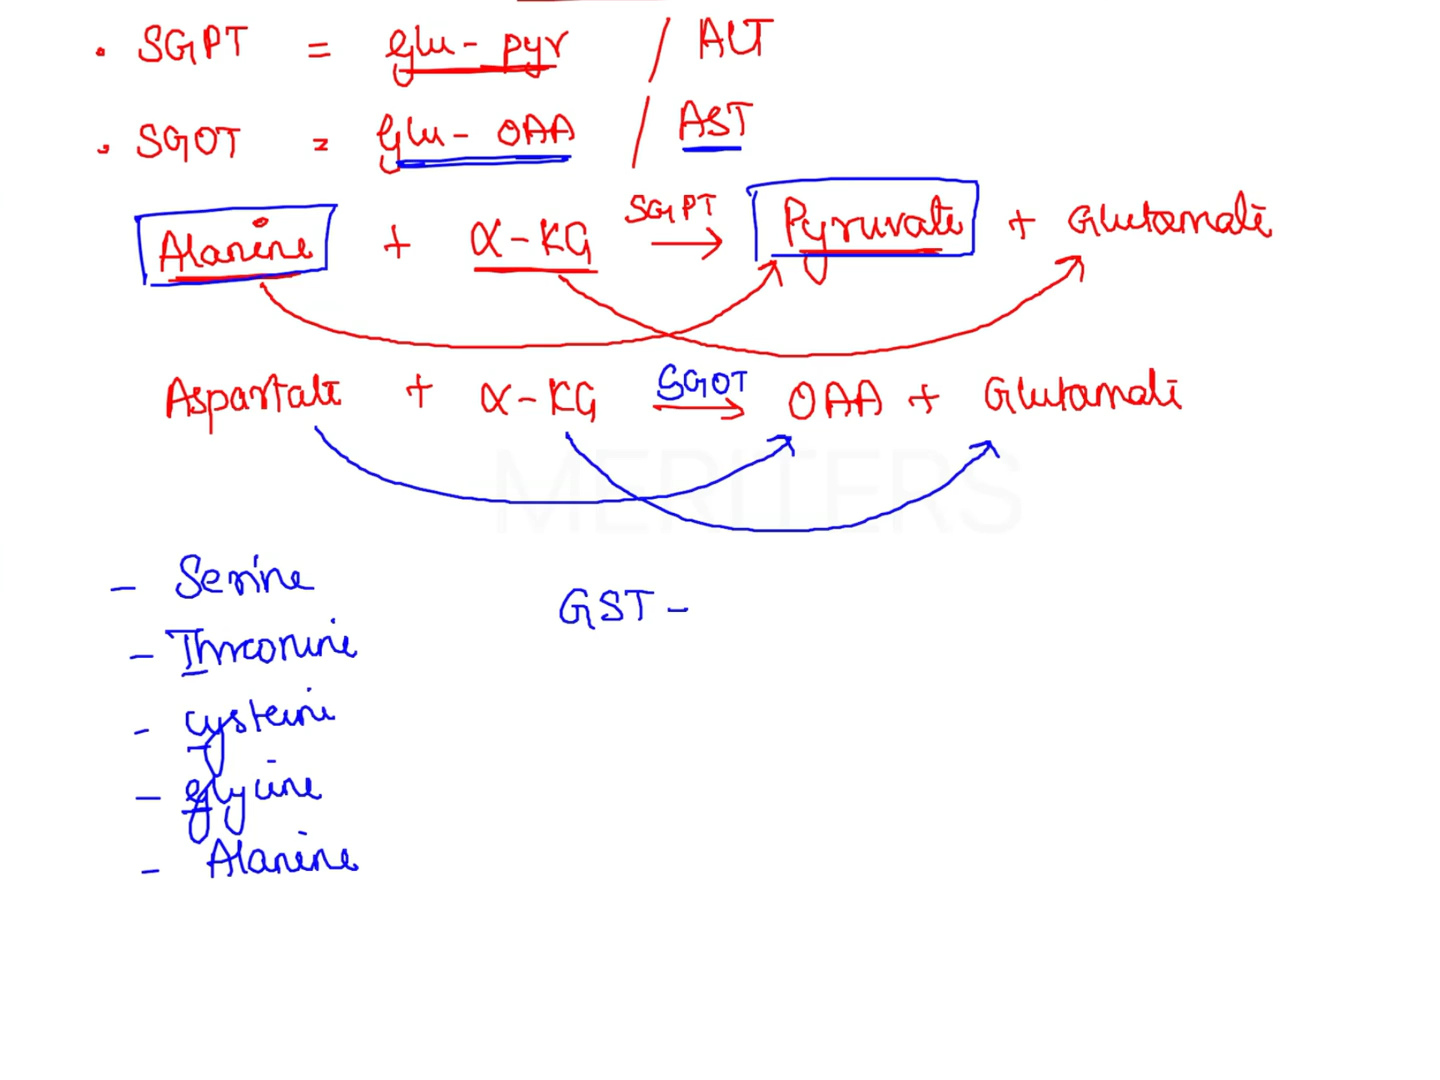 • SGPT = Glu - pyr / ALT
• SGOT = Glu - OAA / AST
Alanine + α-KG SGPT → Pyruvate + Glutamate
Aspartate + α-KG SGOT → OAA + Glutamate
MERITERS
- Serine GST -
- Threonine
- Cysteine
- Glycine
- Alanine